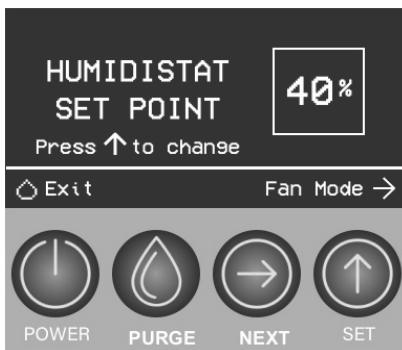 HUMIDISTAT
SET POINT
40%
Press ↑ to change
Exit
Fan Mode →
POWER PURGE NEXT SET